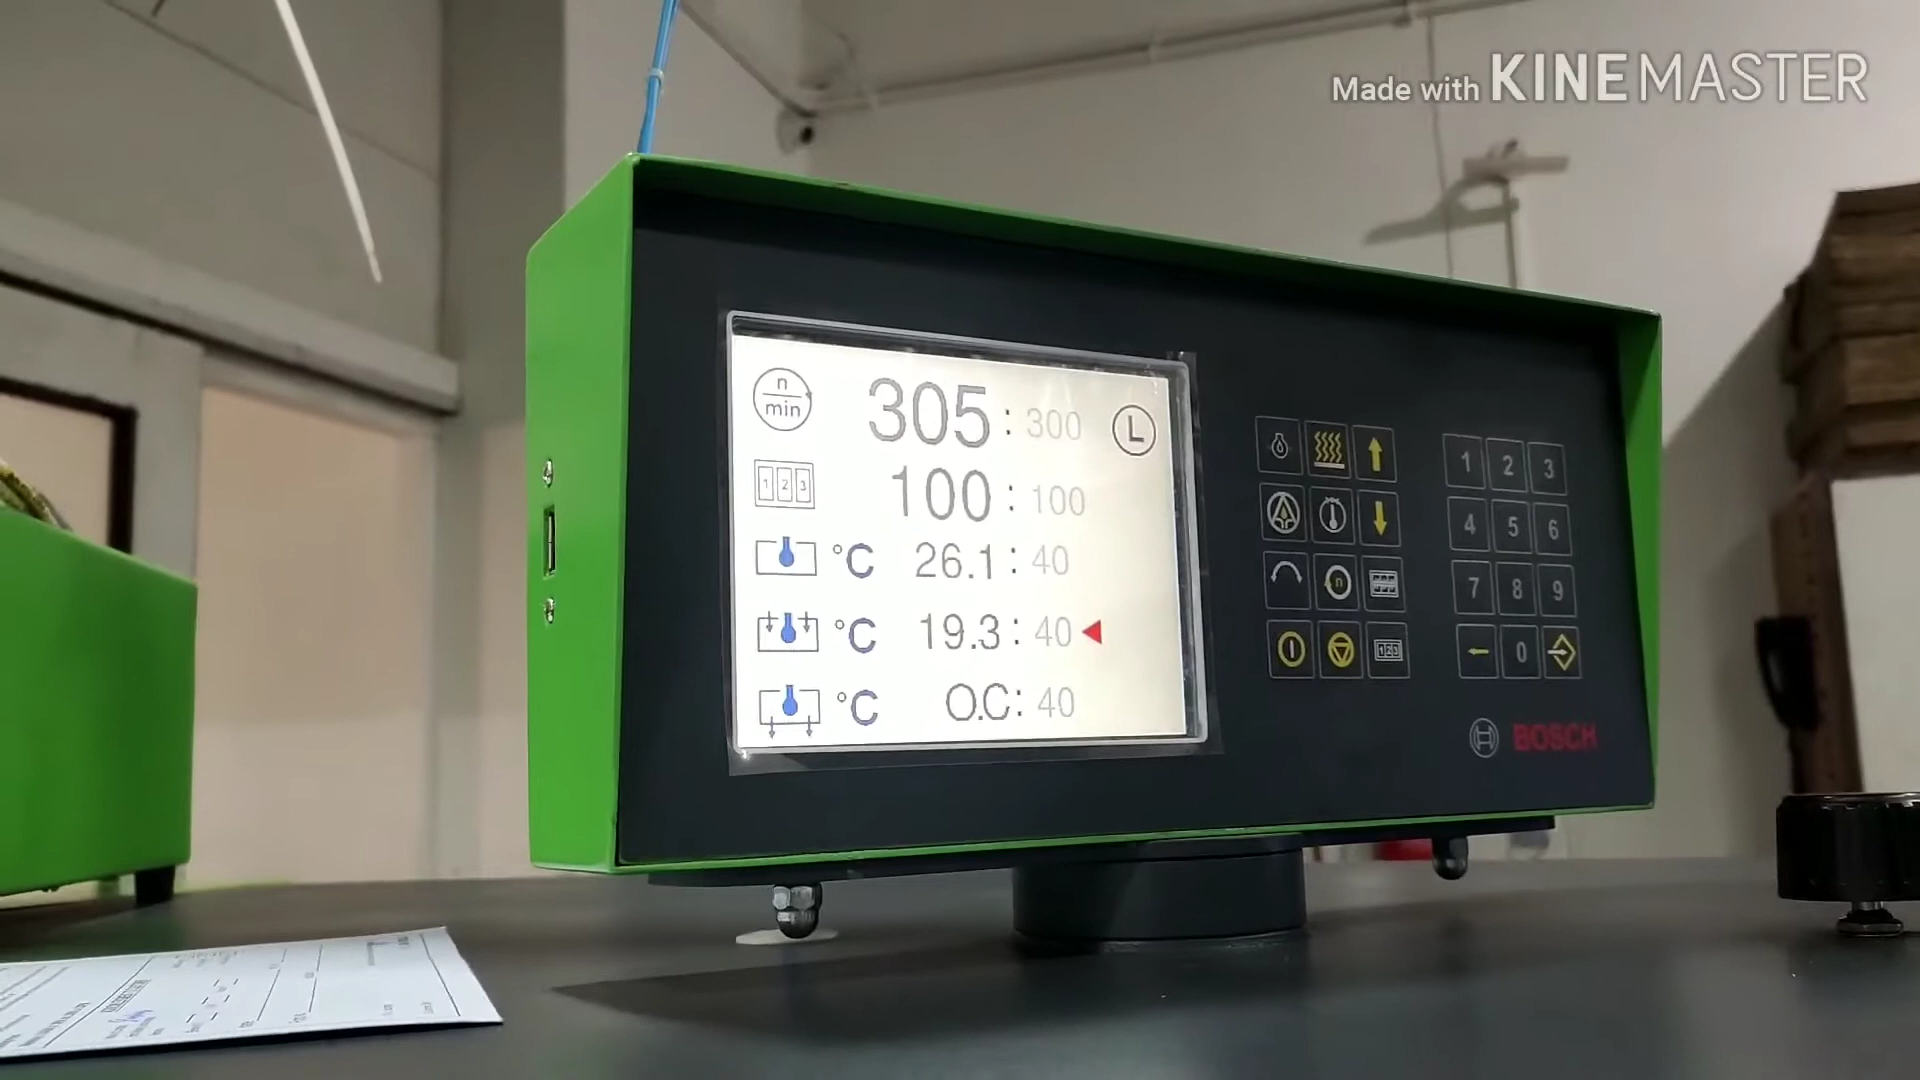 Made with KINEMASTER
n
min
305 : 300
L
1 2 3
100 : 100
°C 26.1 : 40
°C 19.3 : 40
°C O.C: 40
1 2 3
4 5 6
7 8 9
0
n
123
BOSCH